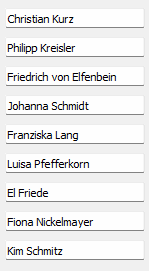 Christian Kurz
Philipp Kreisler
Friedrich von Elfenbein
Johanna Schmidt
Franziska Lang
Luisa Pfefferkorn
El Friede
Fiona Nickelmayer
Kim Schmitz